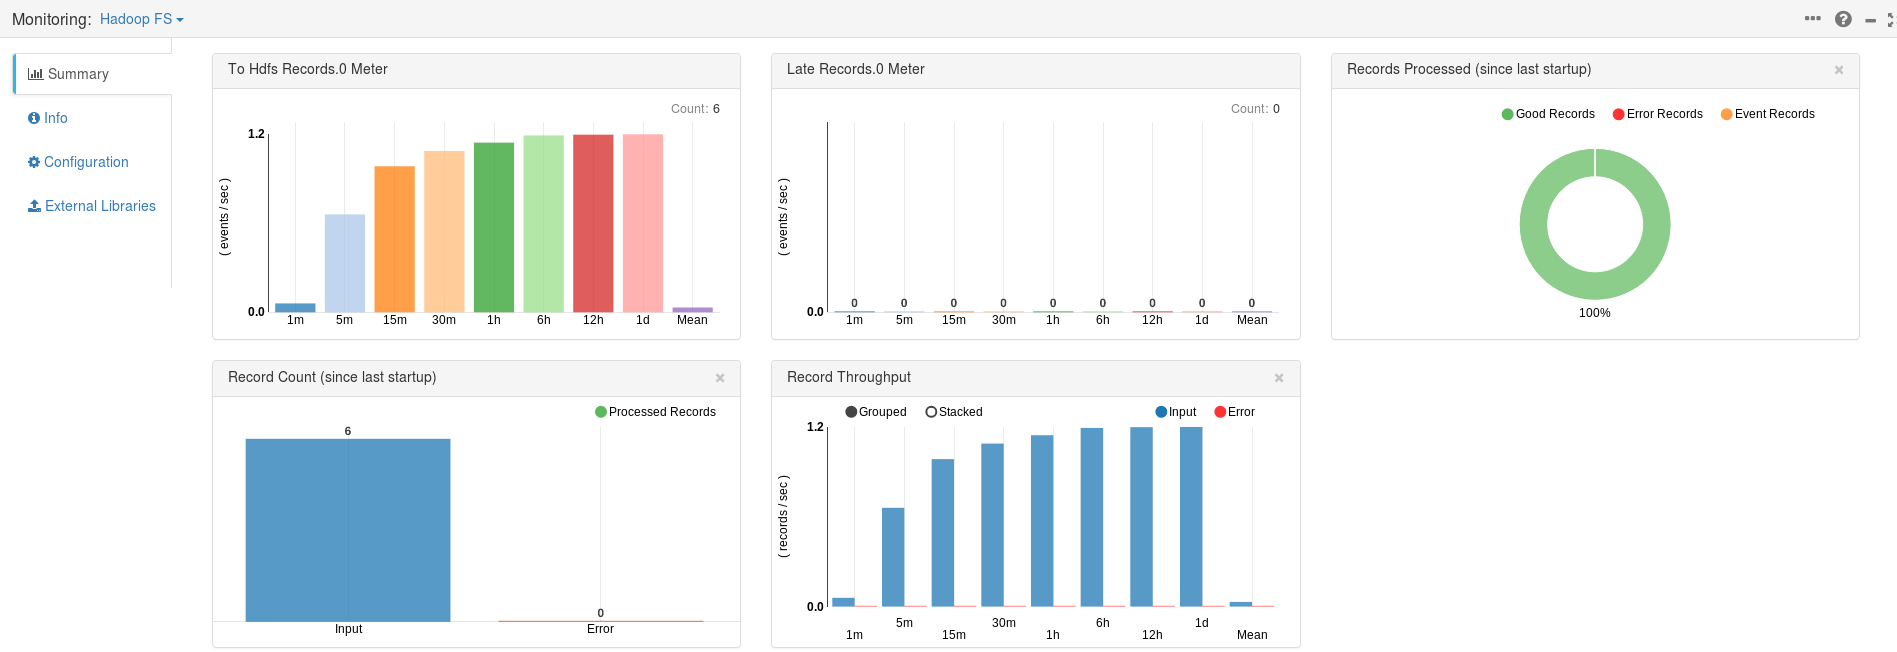 Monitoring: Hadoop FS
Summary
Info
Configuration
External Libraries
To Hdfs Records.0 Meter
Count: 6
1.2
( events / sec )
0.0
1m 5m 15m 30m 1h 6h 12h 1d Mean
Late Records.0 Meter
Count: 0
( events / sec )
0 0 0 0 0 0 0 0 0
0.0
1m 5m 15m 30m 1h 6h 12h 1d Mean
Records Processed (since last startup)
Good Records Error Records Event Records
100%
Record Count (since last startup)
Processed Records
6
0
Input Error
Record Throughput
Grouped Stacked Input Error
1.2
( records / sec )
0.0
1m 5m 15m 30m 1h 6h 12h 1d Mean